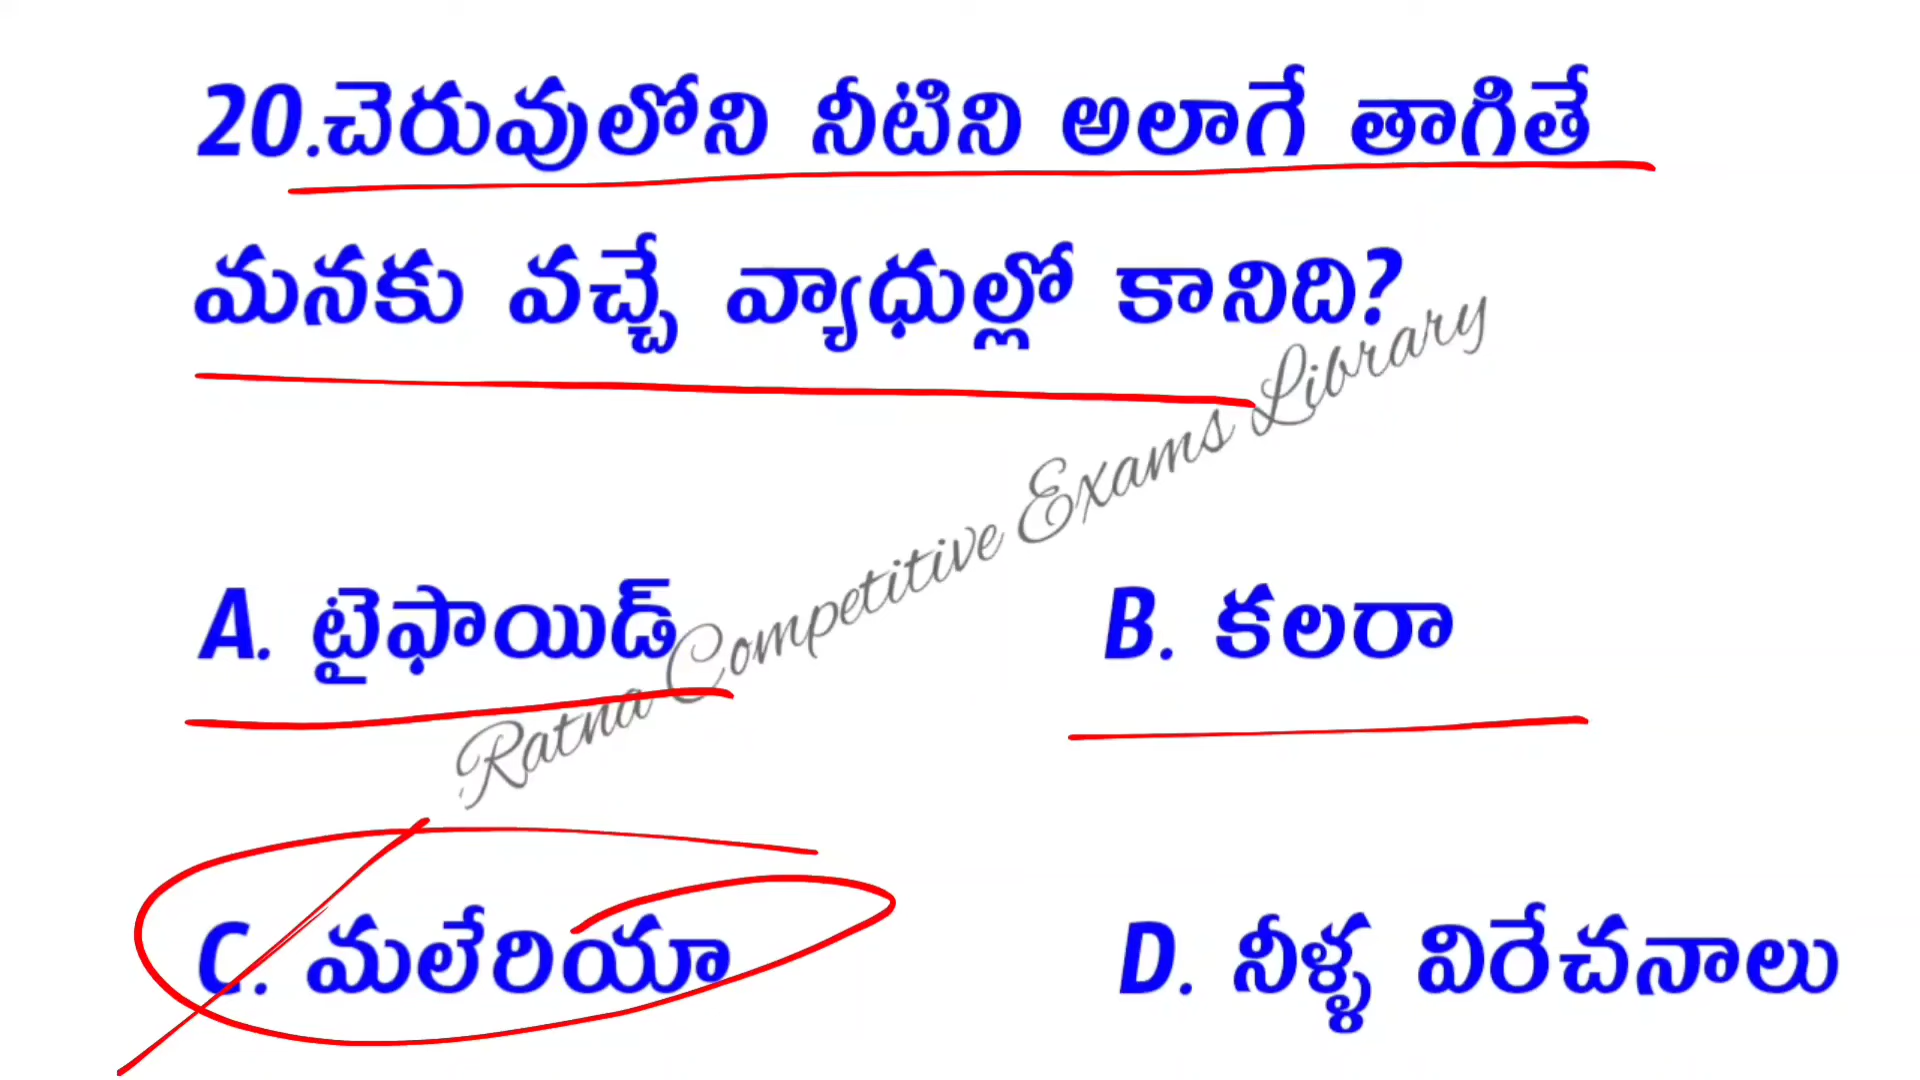 20.చెరువులోని నీటిని అలాగే తాగితే
మనకు వచ్చే వ్యాధుల్లో కానిది?
A. టైఫాయిడ్
B. కలరా
C. మలేరియా
D. నీళ్ళ విరేచనాలు
Ratna Competitive Exams Library